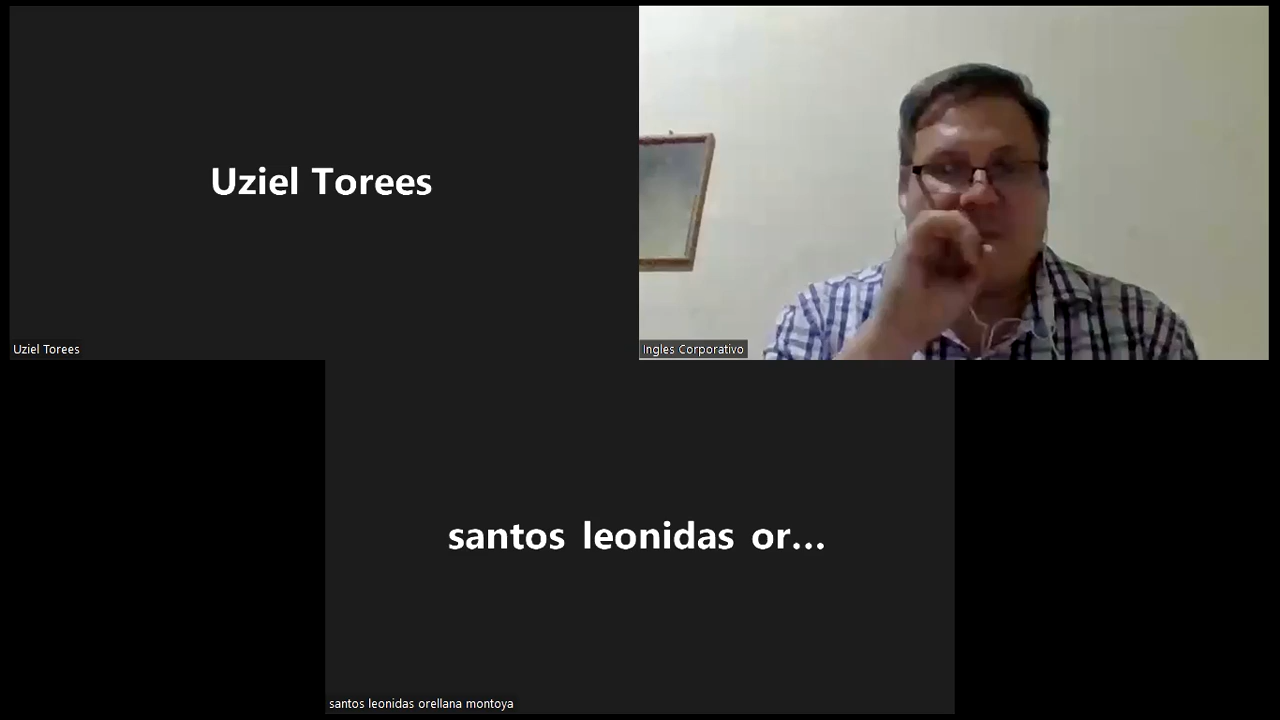 Uziel Torees
Uziel Torees
Ingles Corporativo
santos leonidas or...
santos leonidas orellana montoya